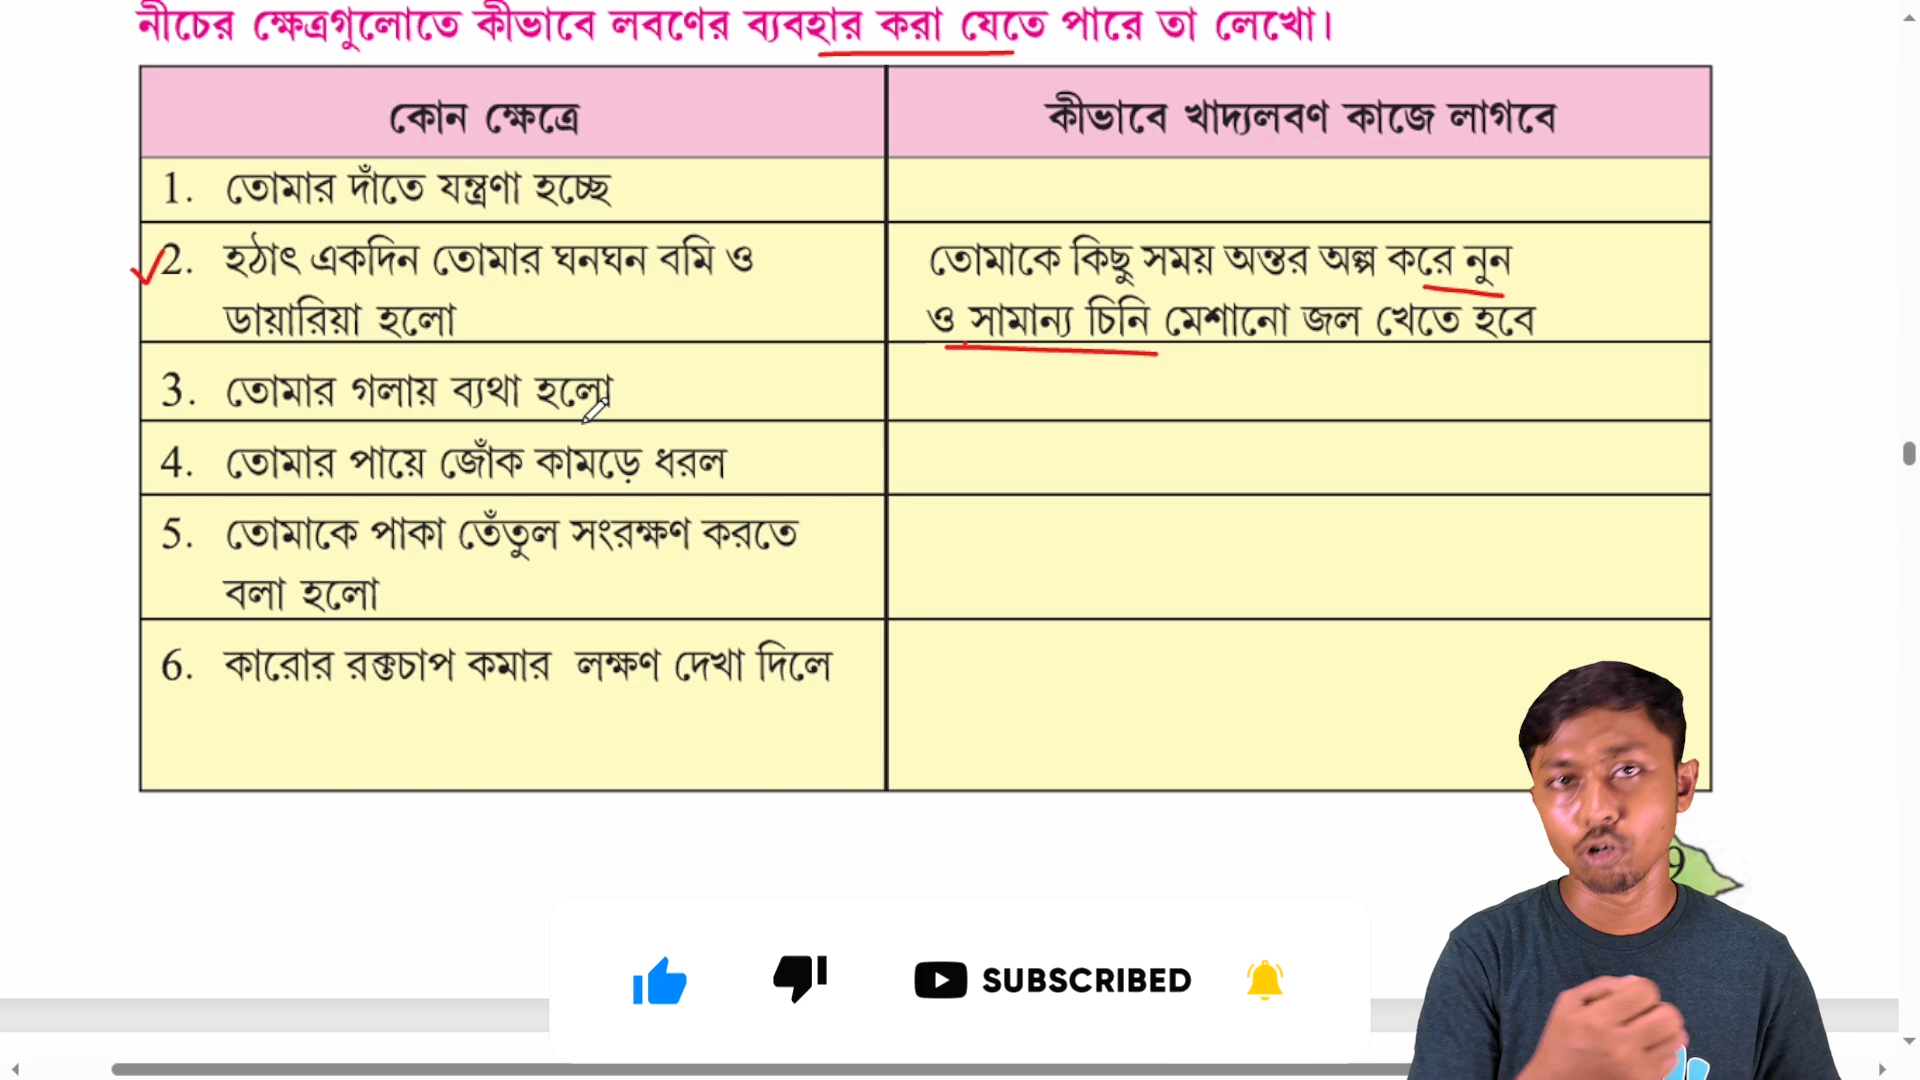 নীচের ক্ষেত্রগুলোতে কীভাবে লবণের ব্যবহার করা যেতে পারে তা লেখো।
কোন ক্ষেত্রে
কীভাবে খাদ্যলবণ কাজে লাগবে
1. তোমার দাঁতে যন্ত্রণা হচ্ছে
2. হঠাৎ একদিন তোমার ঘনঘন বমি ও
ডায়ারিয়া হলো
তোমাকে কিছু সময় অন্তর অল্প করে নুন
ও সামান্য চিনি মেশানো জল খেতে হবে
3. তোমার গলায় ব্যথা হলো
4. তোমার পায়ে জোঁক কামড়ে ধরল
5. তোমাকে পাকা তেঁতুল সংরক্ষণ করতে
বলা হলো
6. কারোর রক্তচাপ কমার লক্ষণ দেখা দিলে
9
SUBSCRIBED